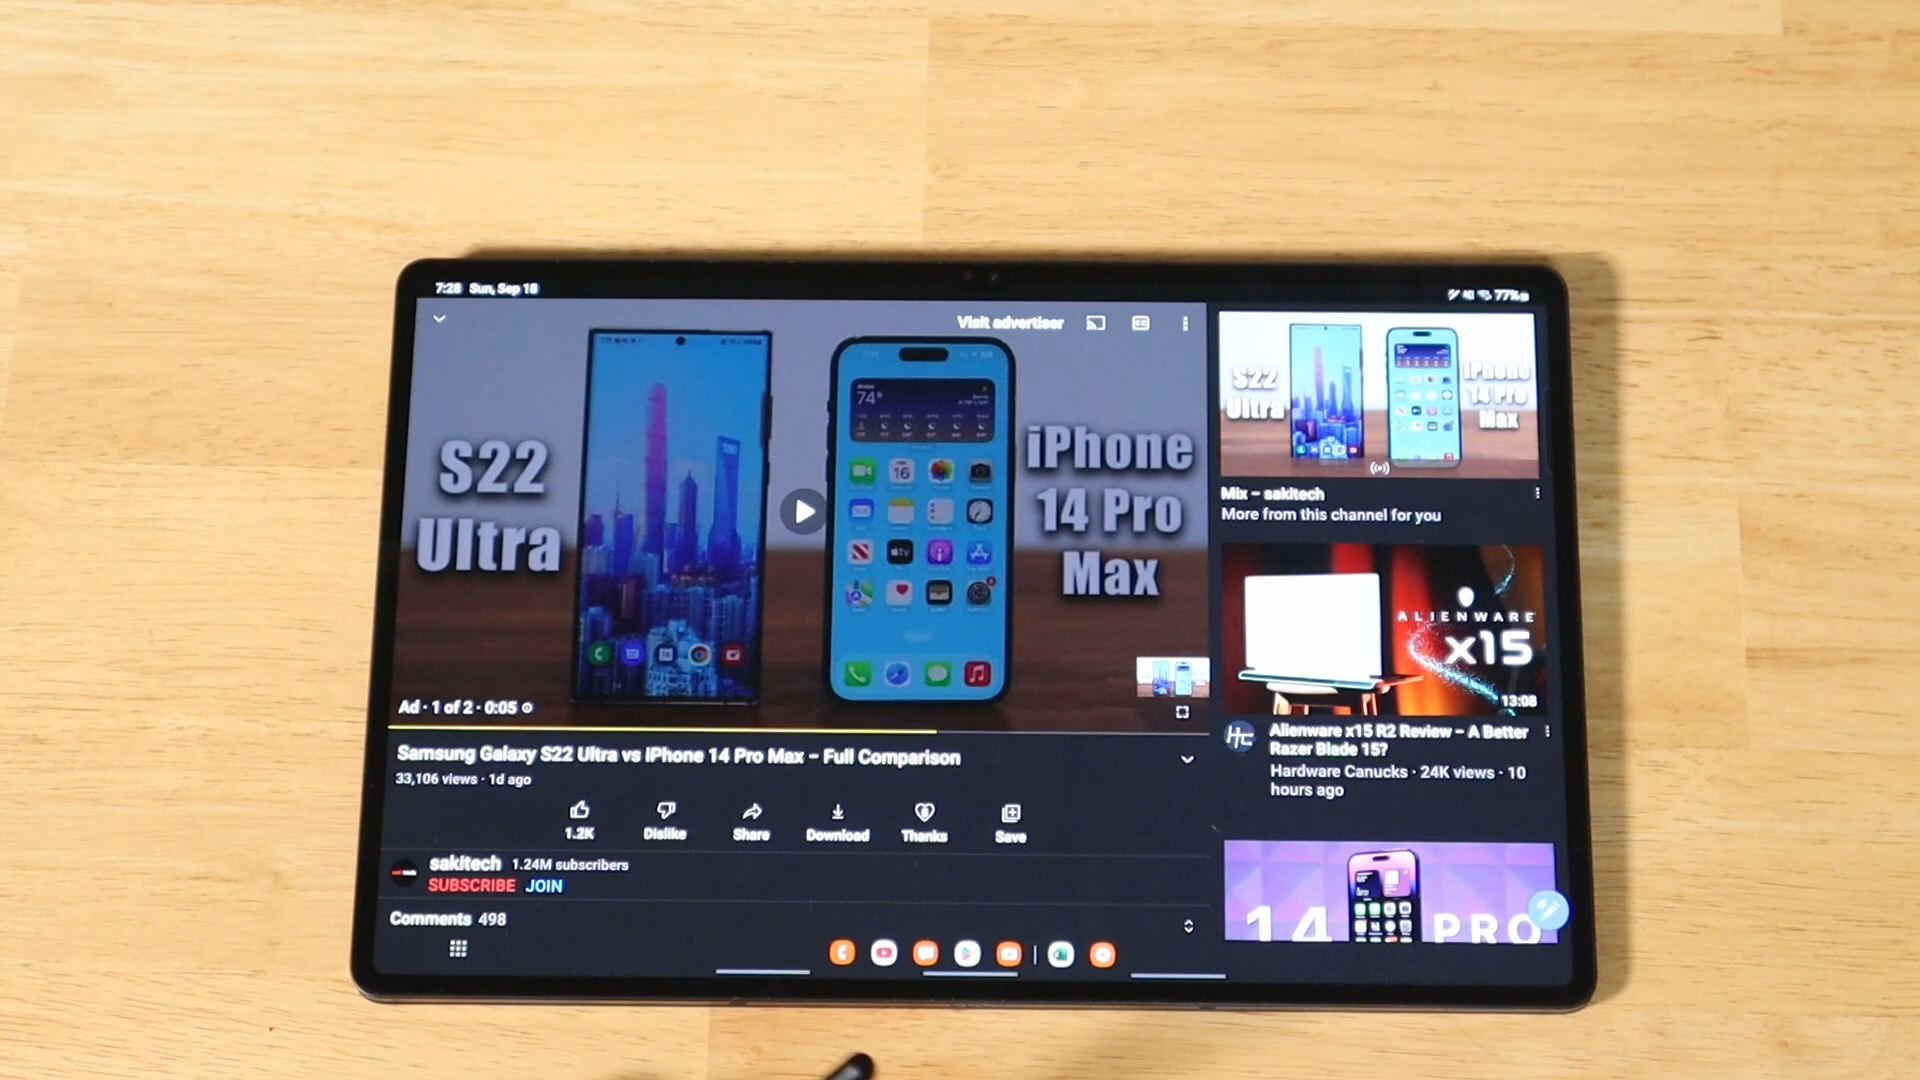 7:28 Sun, Sep 18
77%
Visit advertiser
S22
Ultra
74°
16
tv
iPhone
14 Pro
Max
Ad · 1 of 2 · 0:05
Samsung Galaxy S22 Ultra vs iPhone 14 Pro Max – Full Comparison
33,106 views · 1d ago
1.2K
Dislike
Share
Download
Thanks
Save
sakitech 1.24M subscribers
SUBSCRIBE JOIN
Comments 498
S22
Ultra
iPhone
14 Pro
Max
Mix – sakitech
More from this channel for you
ALIENWARE
x15
13:08
Alienware x15 R2 Review – A Better
Razer Blade 15?
Hardware Canucks · 24K views · 10
hours ago
14 PRO